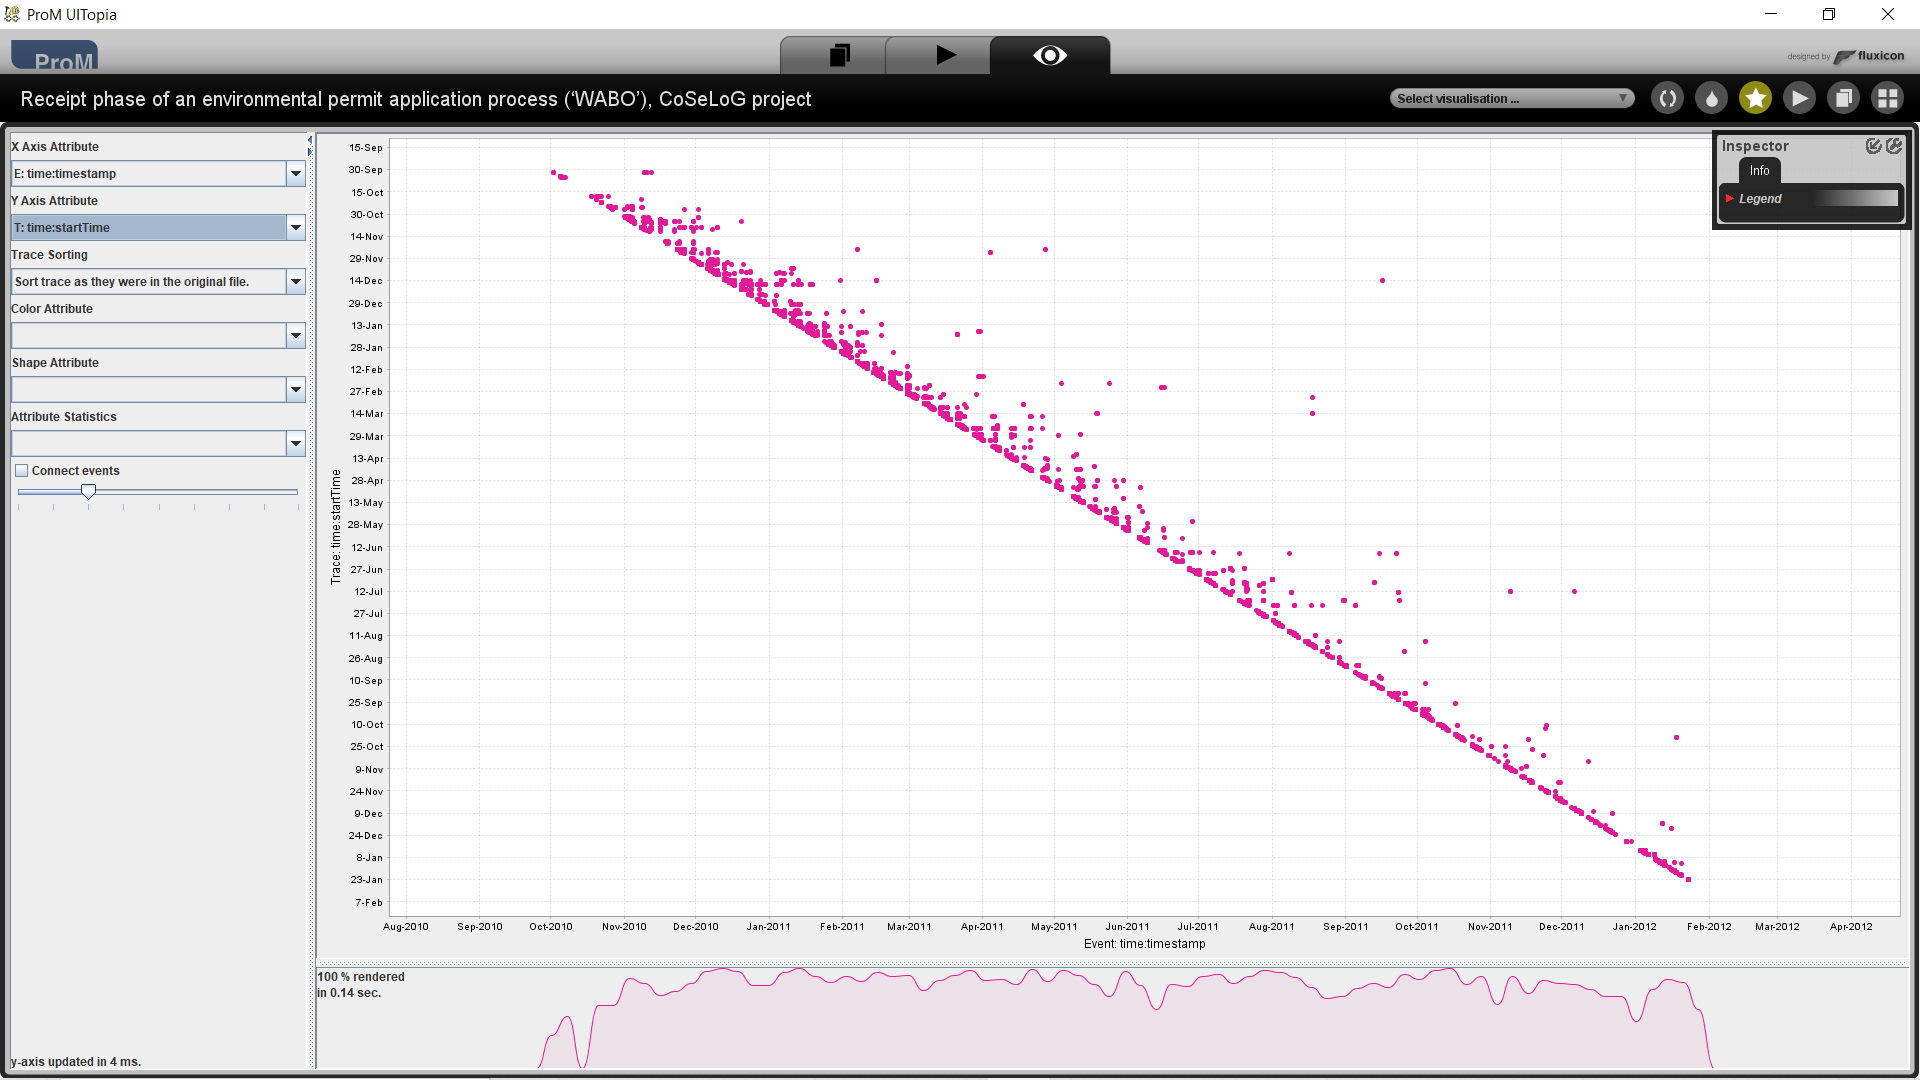 ProM UITopia
ProM
designed by fluxicon
Receipt phase of an environmental permit application process (‘WABO’), CoSeLoG project
Select visualisation ...
X Axis Attribute
E: time:timestamp
Y Axis Attribute
T: time:startTime
Trace Sorting
Sort trace as they were in the original file.
Color Attribute
Shape Attribute
Attribute Statistics
Connect events
y-axis updated in 4 ms.
Trace: time:startTime
15-Sep
30-Sep
15-Oct
30-Oct
14-Nov
29-Nov
14-Dec
29-Dec
13-Jan
28-Jan
12-Feb
27-Feb
14-Mar
29-Mar
13-Apr
28-Apr
13-May
28-May
12-Jun
27-Jun
12-Jul
27-Jul
11-Aug
26-Aug
10-Sep
25-Sep
10-Oct
25-Oct
9-Nov
24-Nov
9-Dec
24-Dec
8-Jan
23-Jan
7-Feb
Aug-2010 Sep-2010 Oct-2010 Nov-2010 Dec-2010 Jan-2011 Feb-2011 Mar-2011 Apr-2011 May-2011 Jun-2011 Jul-2011 Aug-2011 Sep-2011 Oct-2011 Nov-2011 Dec-2011 Jan-2012 Feb-2012 Mar-2012 Apr-2012
Event: time:timestamp
Inspector
Info
Legend
100 % rendered
in 0.14 sec.